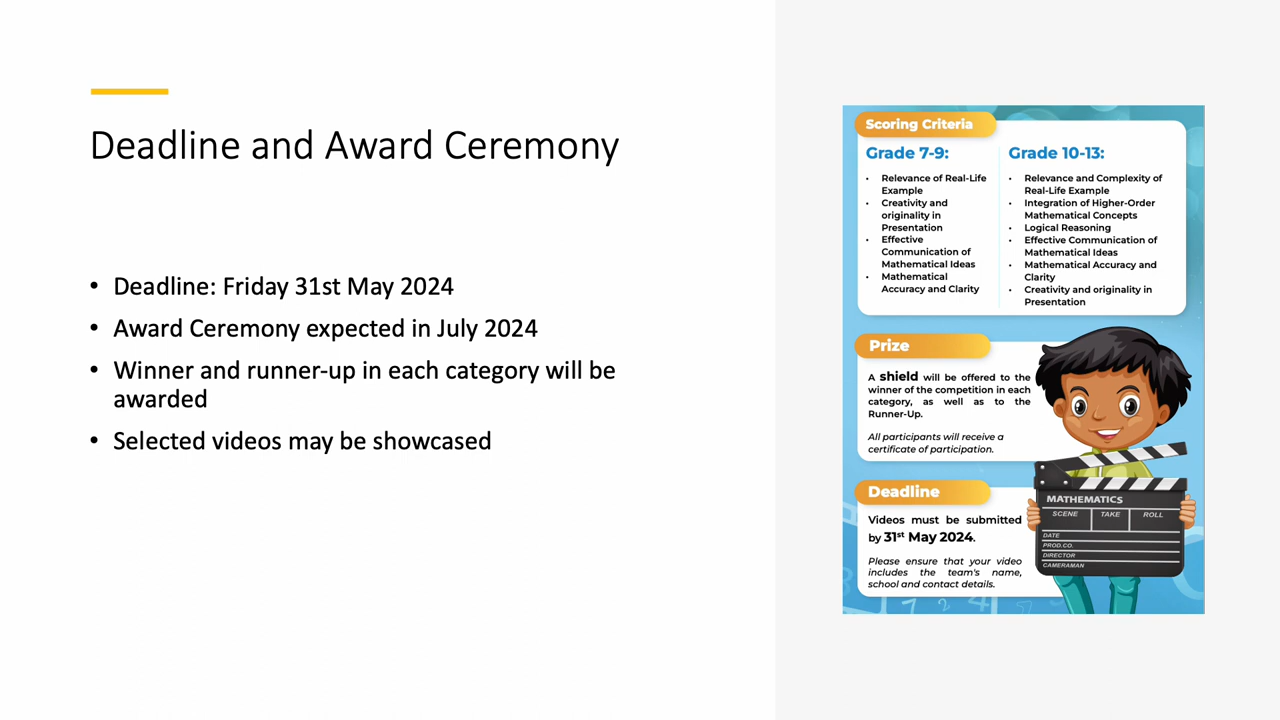 Deadline and Award Ceremony
• Deadline: Friday 31st May 2024
• Award Ceremony expected in July 2024
• Winner and runner-up in each category will be
awarded
• Selected videos may be showcased
Scoring Criteria
Grade 7-9:
• Relevance of Real-Life
Example
• Creativity and
originality in
Presentation
• Effective
Communication of
Mathematical Ideas
• Mathematical
Accuracy and Clarity
Grade 10-13:
• Relevance and Complexity of
Real-Life Example
• Integration of Higher-Order
Mathematical Concepts
• Logical Reasoning
• Effective Communication of
Mathematical Ideas
• Mathematical Accuracy and
Clarity
• Creativity and originality in
Presentation
Prize
A shield will be offered to the
winner of the competition in each
category, as well as to the
Runner-Up.
All participants will receive a
certificate of participation.
Deadline
Videos must be submitted
by 31st May 2024.
Please ensure that your video
includes the team's name,
school and contact details.
MATHEMATICS
SCENE TAKE ROLL
DATE
PROD.CO.
DIRECTOR
CAMERAMAN
7 2